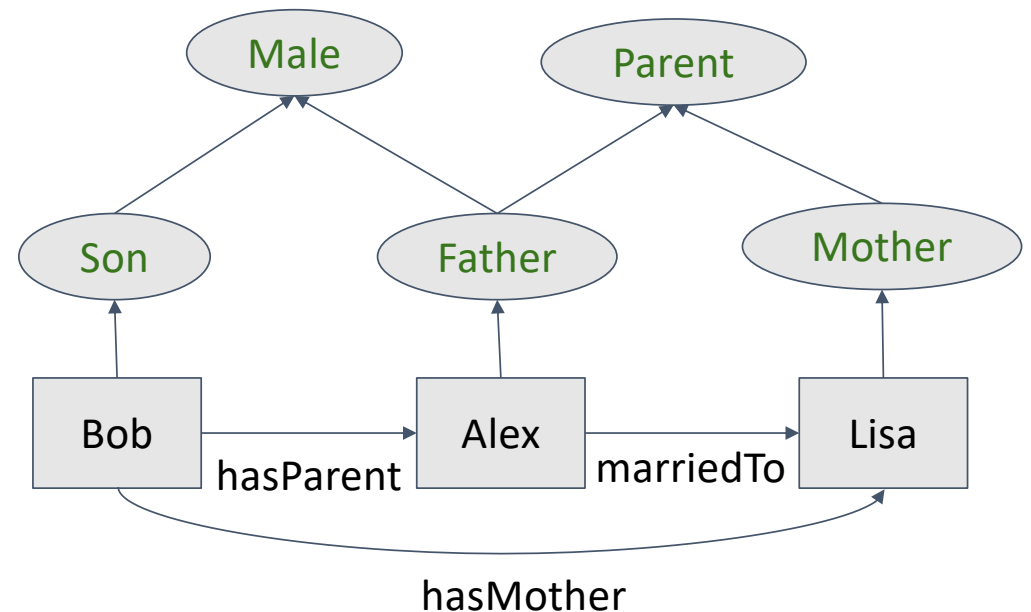 Male
Parent
Son
Father
Mother
Bob
Alex
Lisa
hasParent
marriedTo
hasMother